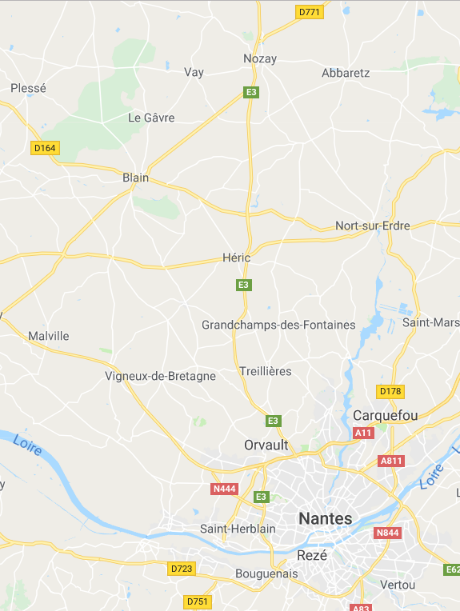 D771
Nozay
Vay
Abbaretz
Plessé
E3
Le Gâvre
D164
Blain
Nort-sur-Erdre
Héric
E3
Grandchamps-des-Fontaines
Saint-Mars
Malville
Treillières
Vigneux-de-Bretagne
D178
Carquefou
E3
A11
Loire
Orvault
A811
Loire
L
y
N444
E3
Nantes
Saint-Herblain
N844
Rezé
D723
Bouguenais
E62
Vertou
D751
A83